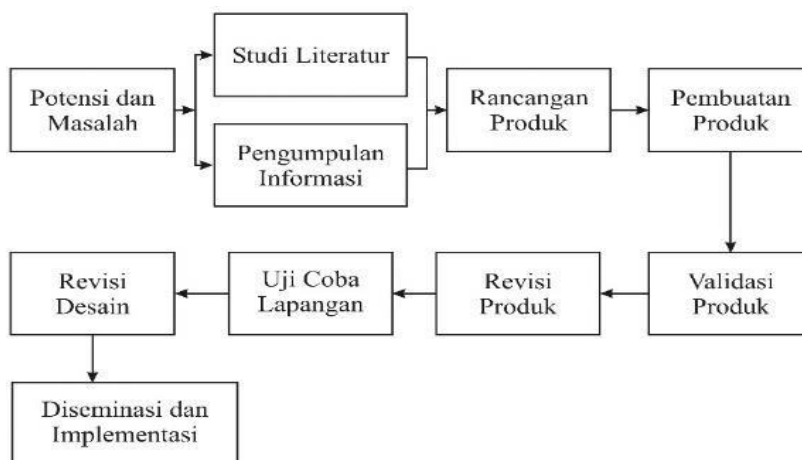 Potensi dan
Masalah
Studi Literatur
Pengumpulan
Informasi
Rancangan
Produk
Pembuatan
Produk
Validasi
Produk
Revisi
Produk
Uji Coba
Lapangan
Revisi
Desain
Diseminasi dan
Implementasi